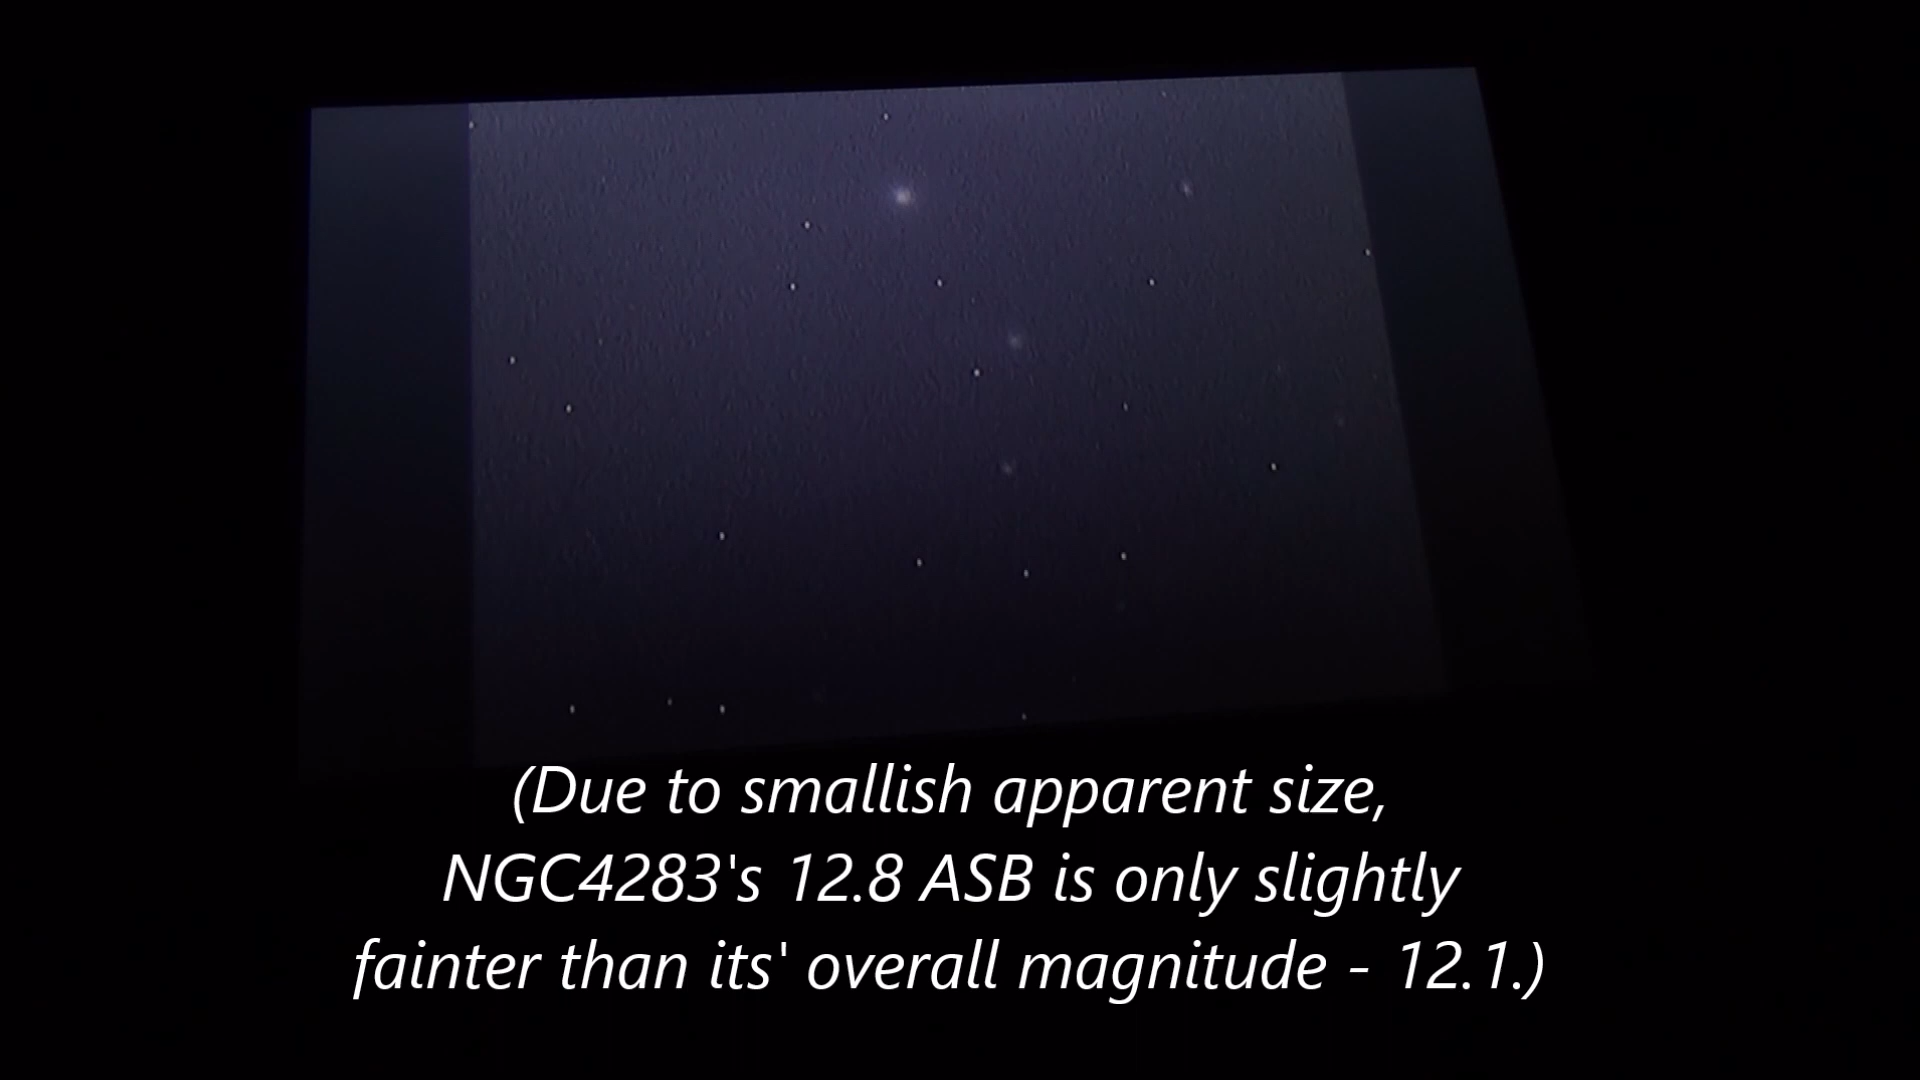 (Due to smallish apparent size,
NGC4283's 12.8 ASB is only slightly
fainter than its' overall magnitude - 12.1.)